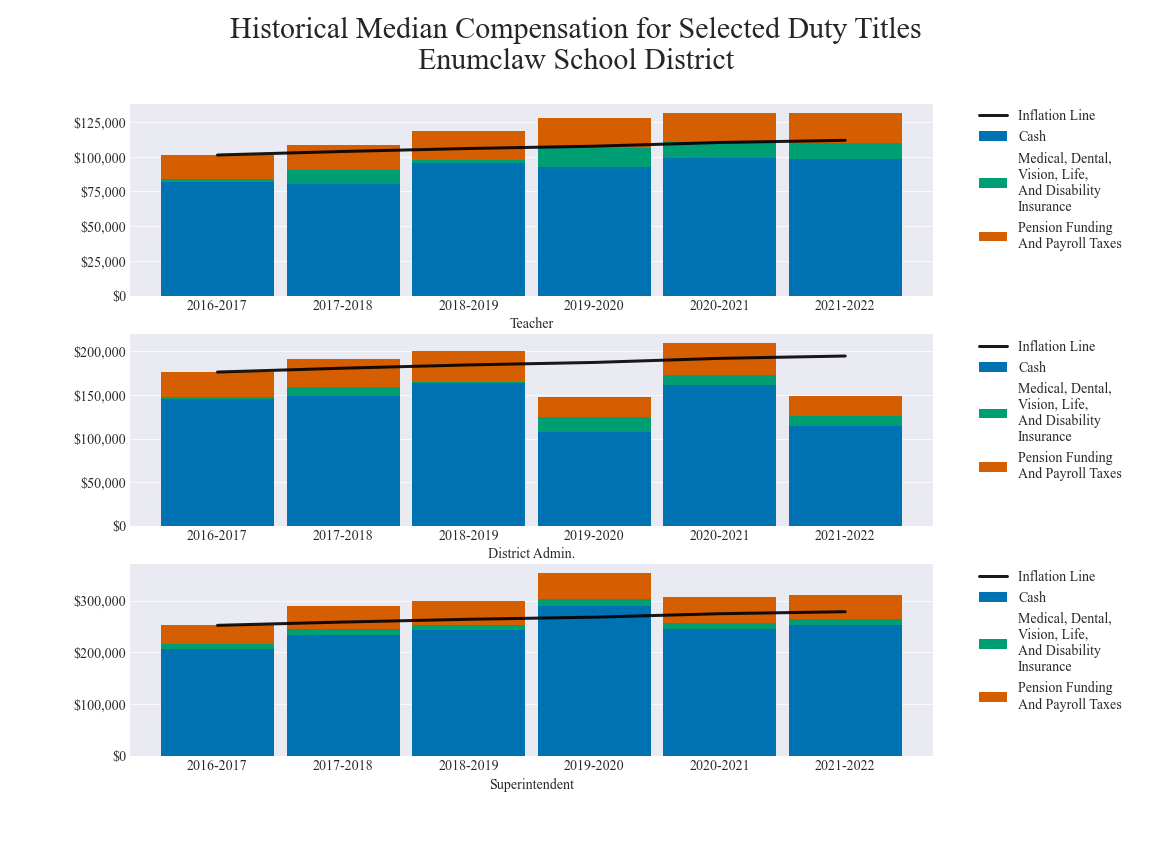 Historical Median Compensation for Selected Duty Titles
Enumclaw School District
$125,000
$100,000
$75,000
$50,000
$25,000
$0
2016-2017 2017-2018 2018-2019 2019-2020 2020-2021 2021-2022
Teacher
Inflation Line
Cash
Medical, Dental,
Vision, Life,
And Disability
Insurance
Pension Funding
And Payroll Taxes
$200,000
$150,000
$100,000
$50,000
$0
2016-2017 2017-2018 2018-2019 2019-2020 2020-2021 2021-2022
District Admin.
Inflation Line
Cash
Medical, Dental,
Vision, Life,
And Disability
Insurance
Pension Funding
And Payroll Taxes
$300,000
$200,000
$100,000
$0
2016-2017 2017-2018 2018-2019 2019-2020 2020-2021 2021-2022
Superintendent
Inflation Line
Cash
Medical, Dental,
Vision, Life,
And Disability
Insurance
Pension Funding
And Payroll Taxes